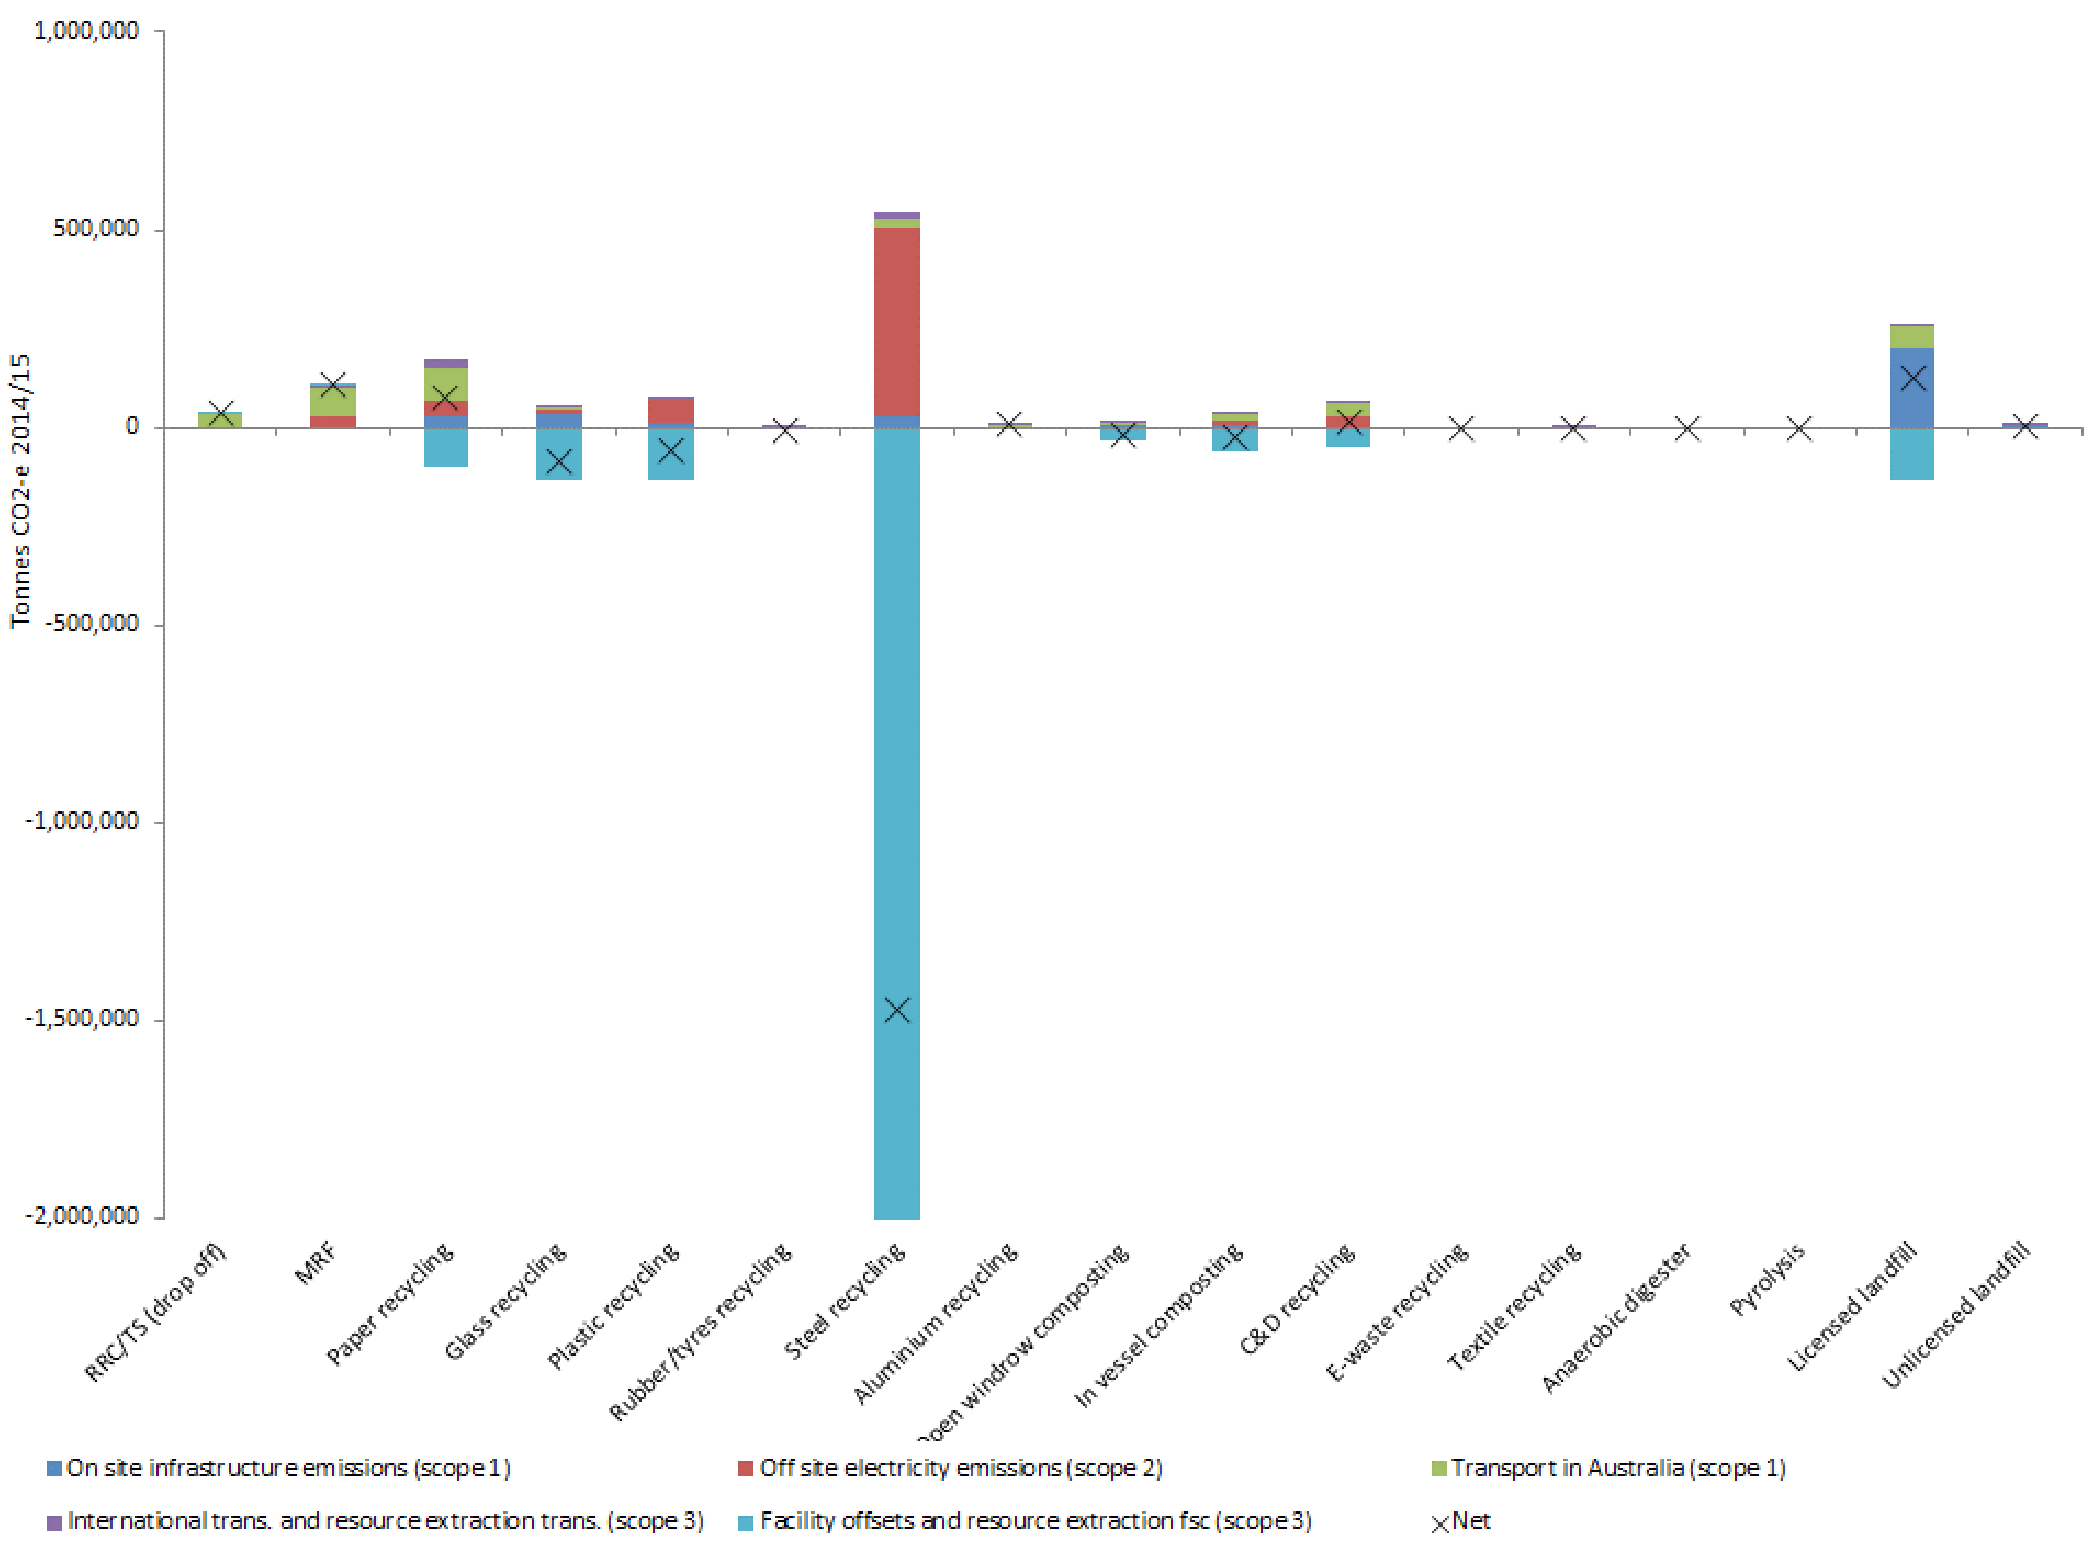 1,000,000
500,000
0
-500,000
-1,000,000
-1,500,000
-2,000,000
Tonnes CO2-e 2014/15
RRC/TS (drop off)
MRF
Paper recycling
Glass recycling
Plastic recycling
Rubber/tyres recycling
Steel recycling
Aluminium recycling
windrow composting
In vessel composting
C&D recycling
E-waste recycling
Textile recycling
Anaerobic digester
Pyrolysis
Licensed landfill
Unlicensed landfill
On site infrastructure emissions (scope 1)
Off site electricity emissions (scope 2)
Transport in Australia (scope 1)
International trans. and resource extraction trans. (scope 3)
Facility offsets and resource extraction fsc (scope 3)
Net